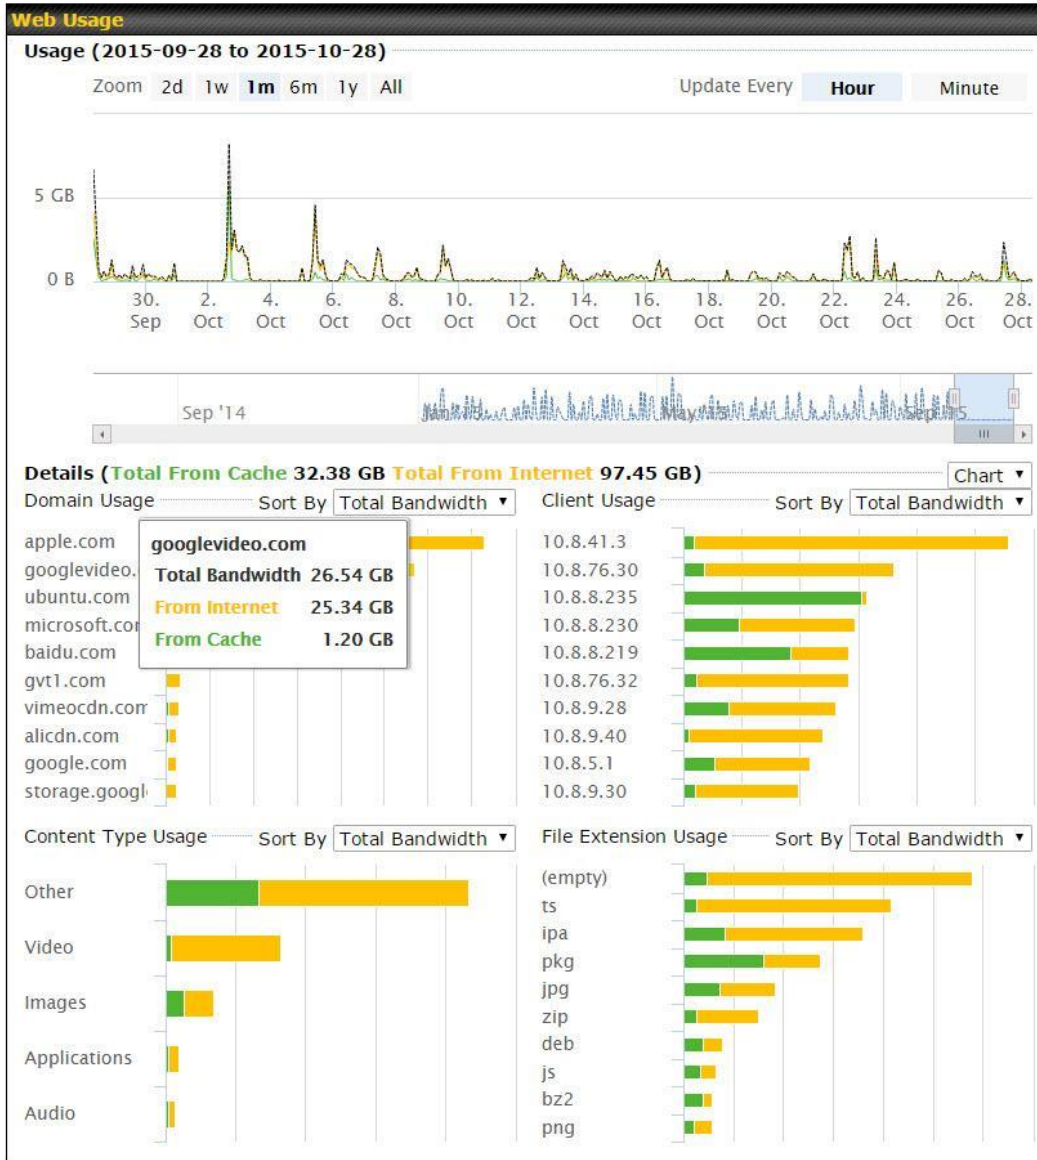 Web Usage
Usage (2015-09-28 to 2015-10-28)
Zoom 2d 1w 1m 6m 1y All Update Every Hour Minute
5 GB
0 B
30. Sep 2. Oct 4. Oct 6. Oct 8. Oct 10. Oct 12. Oct 14. Oct 16. Oct 18. Oct 20. Oct 22. Oct 24. Oct 26. Oct 28. Oct
Sep '14 Jan '15 May '15 Sep '15
Details (Total From Cache 32.38 GB Total From Internet 97.45 GB) Chart
Domain Usage Sort By Total Bandwidth
apple.com
googlevideo.
ubuntu.com
microsoft.cor
baidu.com
gvt1.com
vimeocdn.com
alicdn.com
google.com
storage.googl
googlevideo.com
Total Bandwidth 26.54 GB
From Internet 25.34 GB
From Cache 1.20 GB
Client Usage Sort By Total Bandwidth
10.8.41.3
10.8.76.30
10.8.8.235
10.8.8.230
10.8.8.219
10.8.76.32
10.8.9.28
10.8.9.40
10.8.5.1
10.8.9.30
Content Type Usage Sort By Total Bandwidth
Other
Video
Images
Applications
Audio
File Extension Usage Sort By Total Bandwidth
(empty)
ts
ipa
pkg
jpg
zip
deb
js
bz2
png